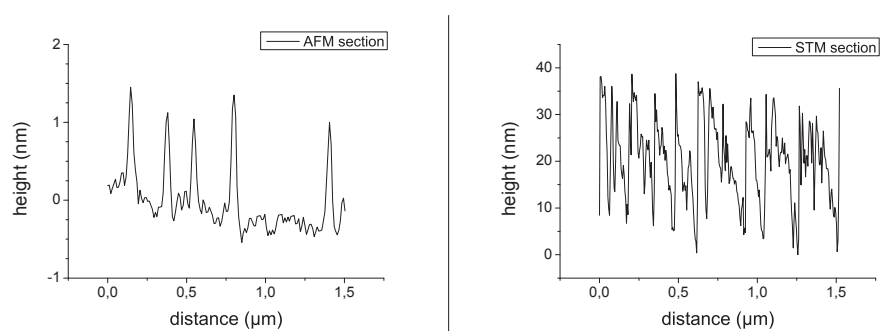 AFM section
2
1
0
-1
height (nm)
0,0
0,5
1,0
1,5
distance (µm)
STM section
40
30
20
10
0
height (nm)
0,0
0,5
1,0
1,5
distance (µm)